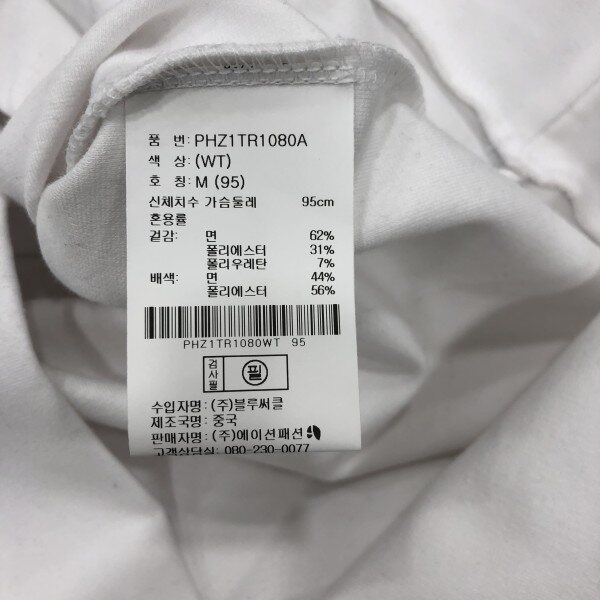 품 번: PHZ1TR1080A
색 상: (WT)
호 칭: M (95)
신체치수 가슴둘레 95cm
혼용률
겉감: 면 62%
폴리에스터 31%
폴리우레탄 7%
배색: 면 44%
폴리에스터 56%
PHZ1TR1080WT 95
검사필 필
수입자명: (주)블루써클
제조국명: 중국
판매자명: (주)에이션패션
고객상담실: 080-230-0077